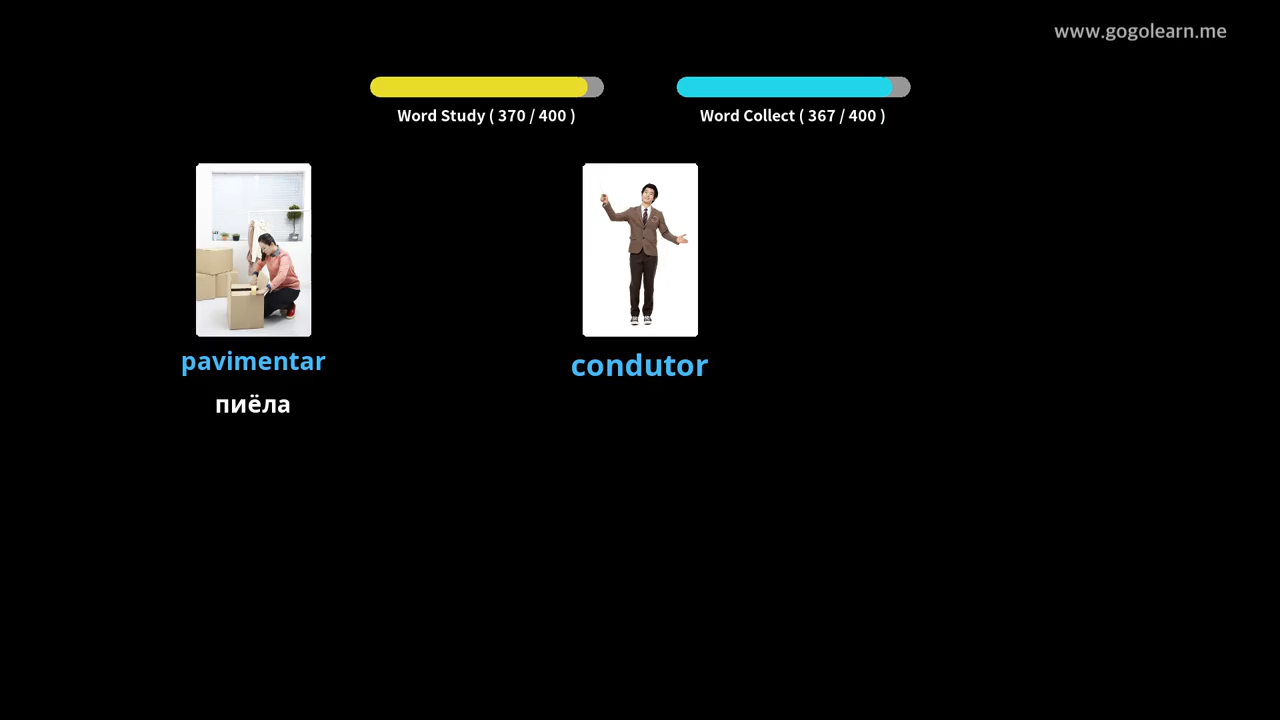 www.gogolearn.me
Word Study ( 370 / 400 )
Word Collect ( 367 / 400 )
pavimentar
condutor
пиёла